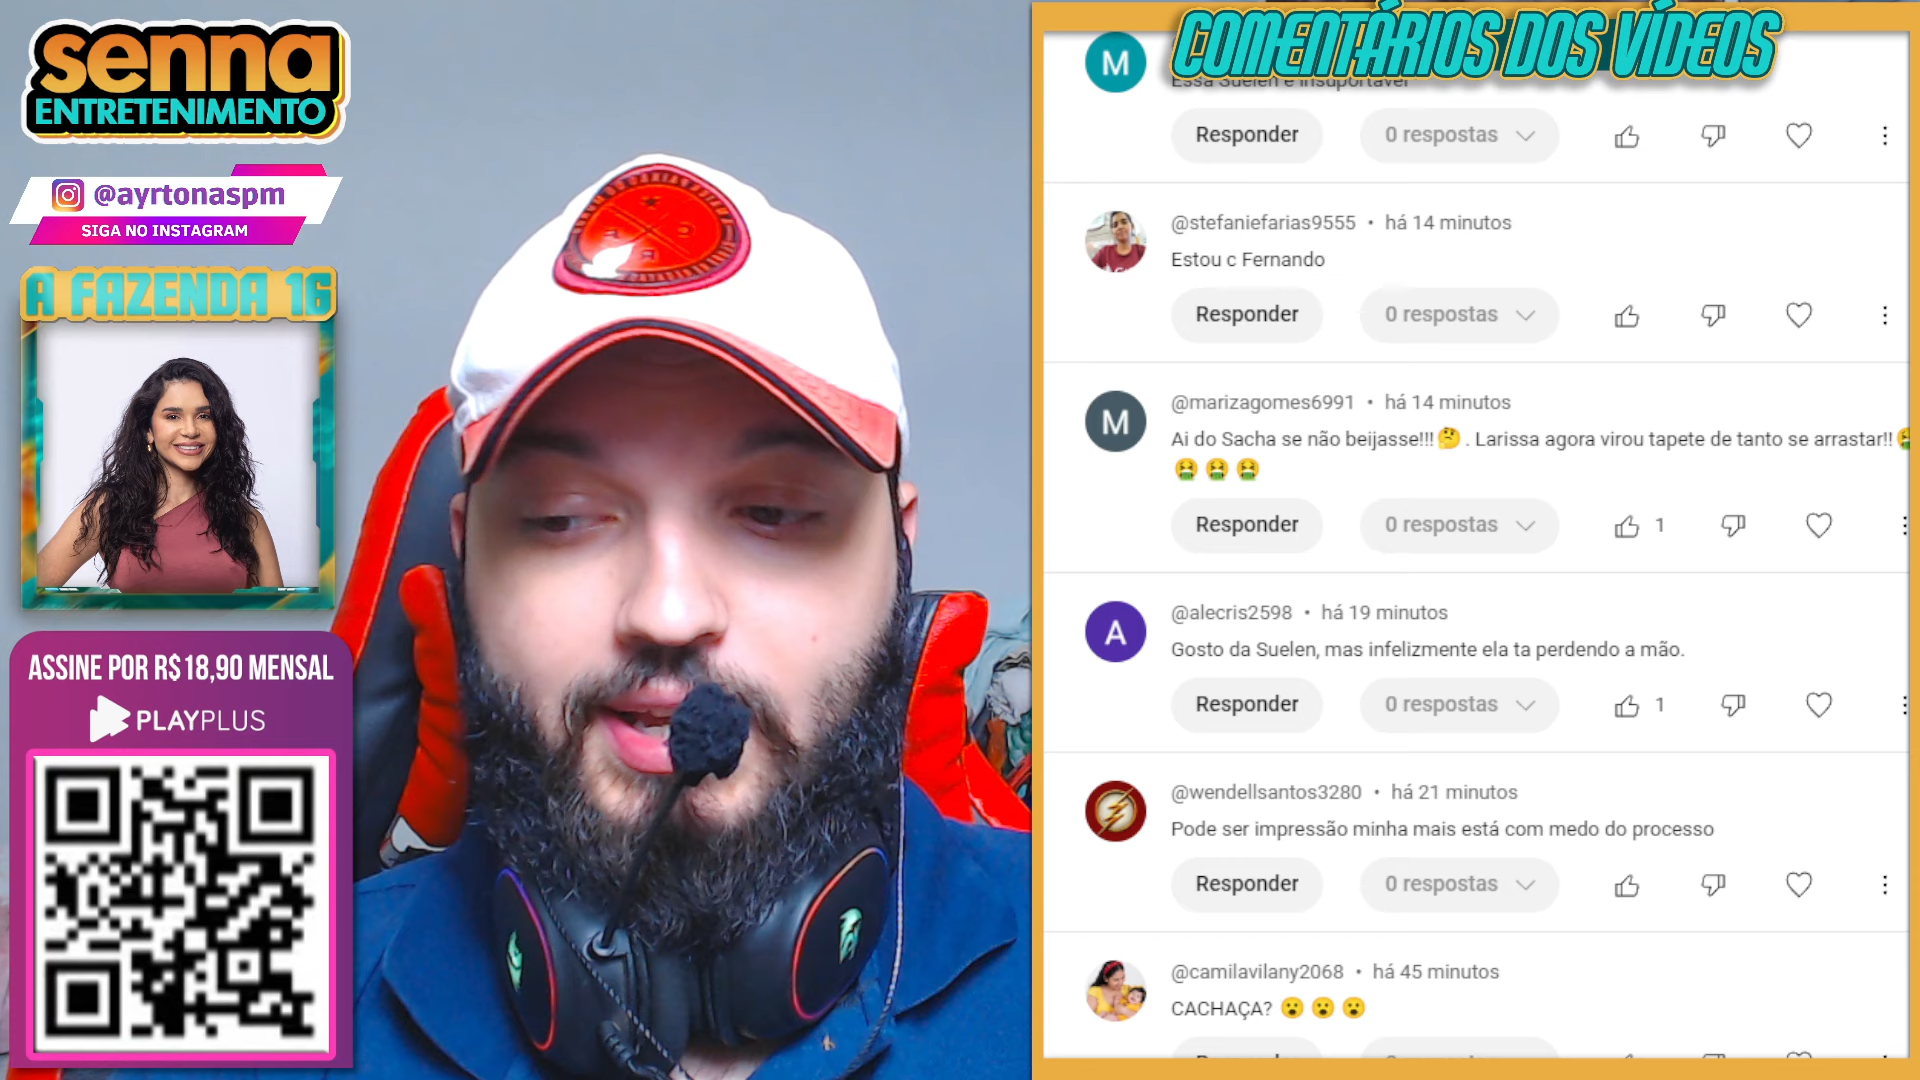 senna
ENTRETENIMENTO
@ayrtonaspm
SIGA NO INSTAGRAM
A FAZENDA 16
ASSINE POR R$18,90 MENSAL
PLAYPLUS
COMENTÁRIOS DOS VÍDEOS
M
Essa Suelen é insuportável
Responder
0 respostas
@stefaniefarias9555 • há 14 minutos
Estou c Fernando
Responder
0 respostas
M
@marizagomes6991 • há 14 minutos
Ai do Sacha se não beijasse!!!🤔. Larissa agora virou tapete de tanto se arrastar!!🤮
🤮🤮🤮
Responder
0 respostas
1
A
@alecris2598 • há 19 minutos
Gosto da Suelen, mas infelizmente ela ta perdendo a mão.
Responder
0 respostas
1
@wendellsantos3280 • há 21 minutos
Pode ser impressão minha mais está com medo do processo
Responder
0 respostas
@camilavilany2068 • há 45 minutos
CACHAÇA? 😮😮😮